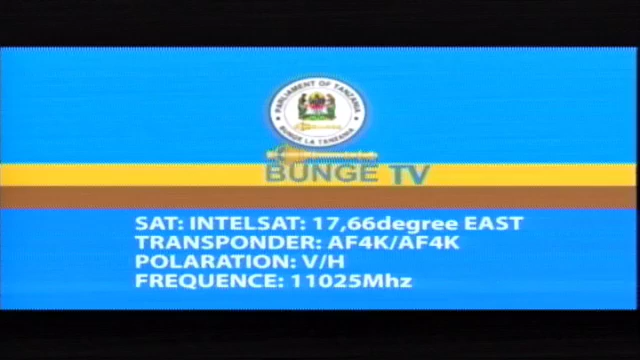 PARLIAMENT OF TANZANIA
BUNGE LA TANZANIA
BUNGE TV
SAT: INTELSAT: 17,66degree EAST
TRANSPONDER: AF4K/AF4K
POLARATION: V/H
FREQUENCE: 11025Mhz